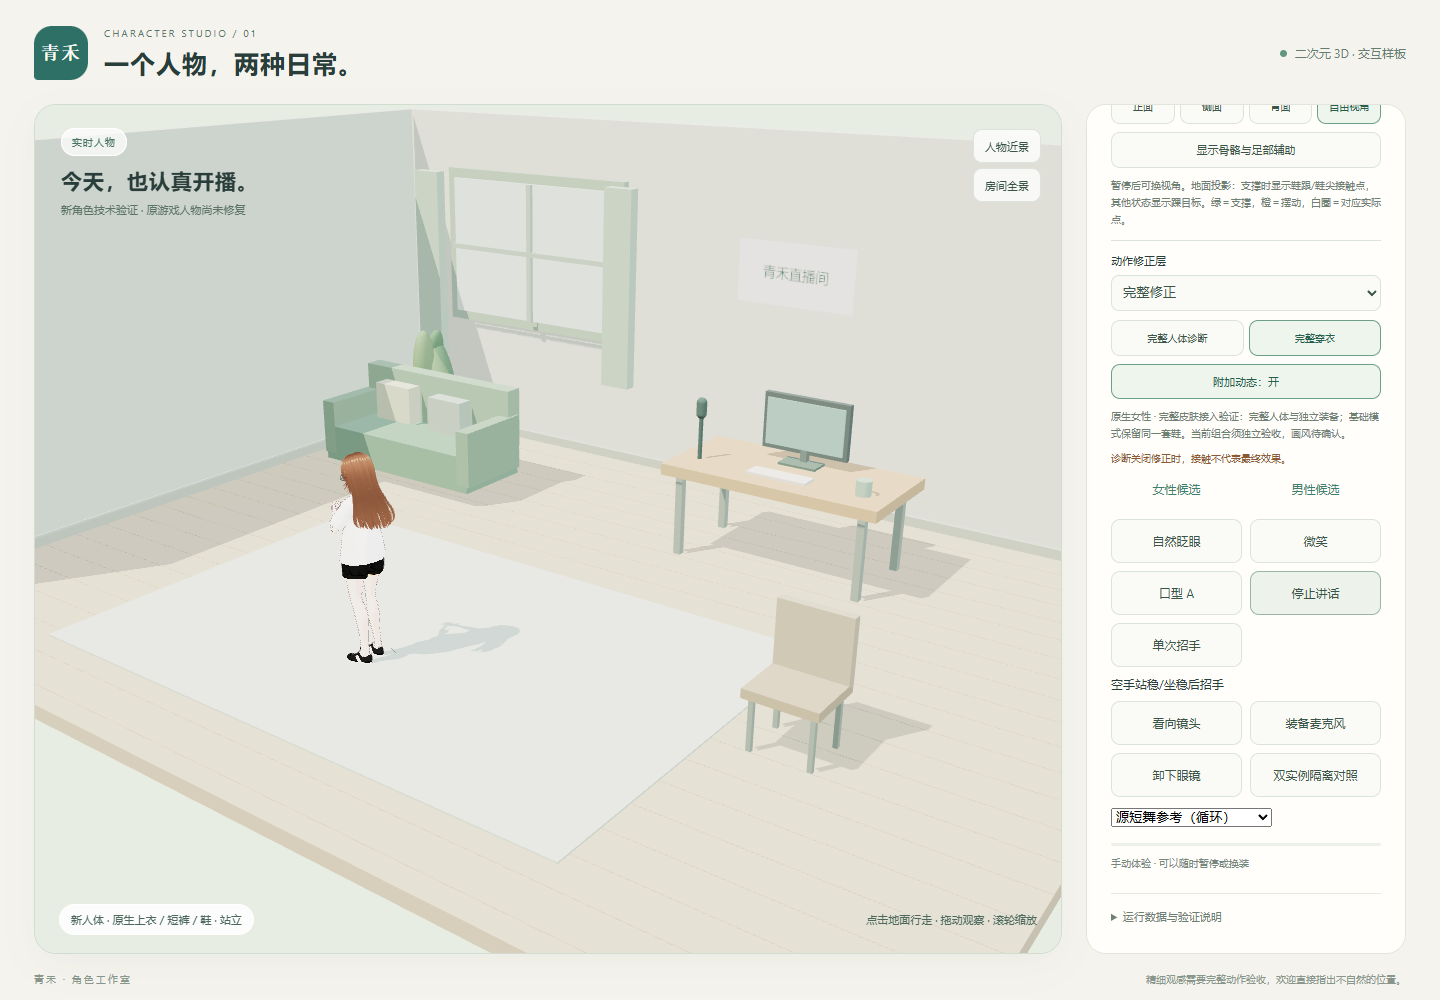 青禾
CHARACTER STUDIO / 01
一个人物，两种日常。
二次元 3D · 交互样板
实时人物
今天，也认真开播。
新角色技术验证 · 原游戏人物尚未修复
人物近景
房间全景
青禾直播间
新人体 · 原生上衣 / 短裤 / 鞋 · 站立
点击地面行走 · 拖动观察 · 滚轮缩放
正面
侧面
背面
自由视角
显示骨骼与足部辅助
暂停后可换视角。地面投影：支撑时显示鞋跟/鞋尖接触点，
其他状态显示踝目标。绿＝支撑，橙＝摆动，白圈＝对应实际
点。
动作修正层
完整修正
完整人体诊断
完整穿衣
附加动态：开
原生女性 · 完整皮肤接入验证：完整人体与独立装备；基础模
式保留同一套鞋。当前组合须独立验收，画风待确认。
诊断关闭修正时，接触不代表最终效果。
女性候选
男性候选
自然眨眼
微笑
口型 A
停止讲话
单次招手
空手站稳/坐稳后招手
看向镜头
装备麦克风
卸下眼镜
双实例隔离对照
源短舞参考（循环）
手动体验 · 可以随时暂停或换装
运行数据与验证说明
青禾 · 角色工作室
精细观感需要完整动作验收，欢迎直接指出不自然的位置。